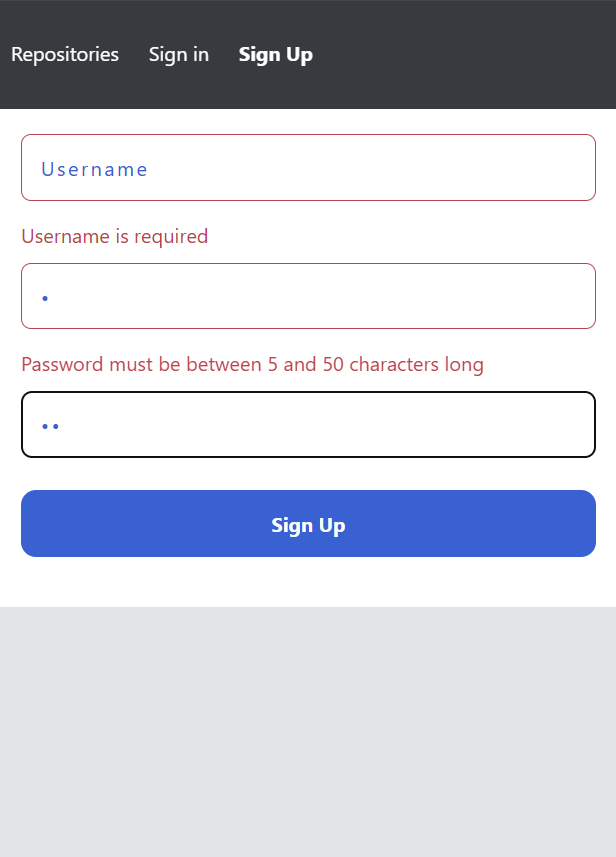 Repositories Sign in Sign Up
Username
Username is required
•
Password must be between 5 and 50 characters long
••
Sign Up